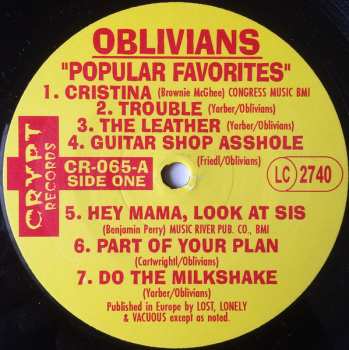 OBLIVIANS
"POPULAR FAVORITES"
1. CRISTINA (Brownie McGhee) CONGRESS MUSIC BMI
2. TROUBLE (Yarber/Oblivians)
3. THE LEATHER (Yarber/Oblivians)
4. GUITAR SHOP ASSHOLE
(Friedl/Oblivians)
CRYPT
RECORDS
CR-065-A
SIDE ONE
LC 2740
5. HEY MAMA, LOOK AT SIS
(Benjamin Perry) MUSIC RIVER PUB. CO., BMI
6. PART OF YOUR PLAN
(Cartwrightl/Oblivians)
7. DO THE MILKSHAKE
(Yarber/Oblivians)
Published in Europe by LOST, LONELY
& VACUOUS except as noted.